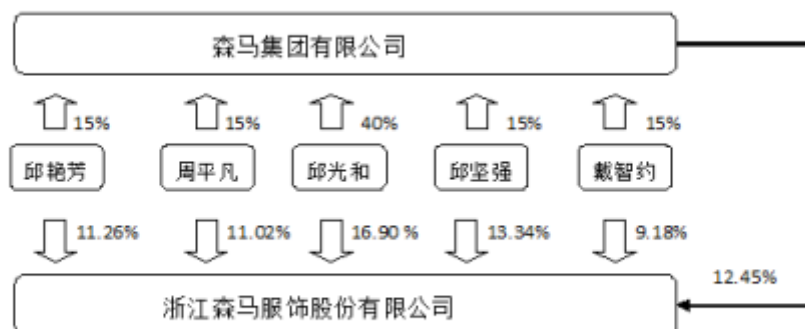 森马集团有限公司
15% 15% 40% 15% 15%
邱艳芳 周平凡 邱光和 邱坚强 戴智约
11.26% 11.02% 16.90 % 13.34% 9.18%
12.45%
浙江森马服饰股份有限公司